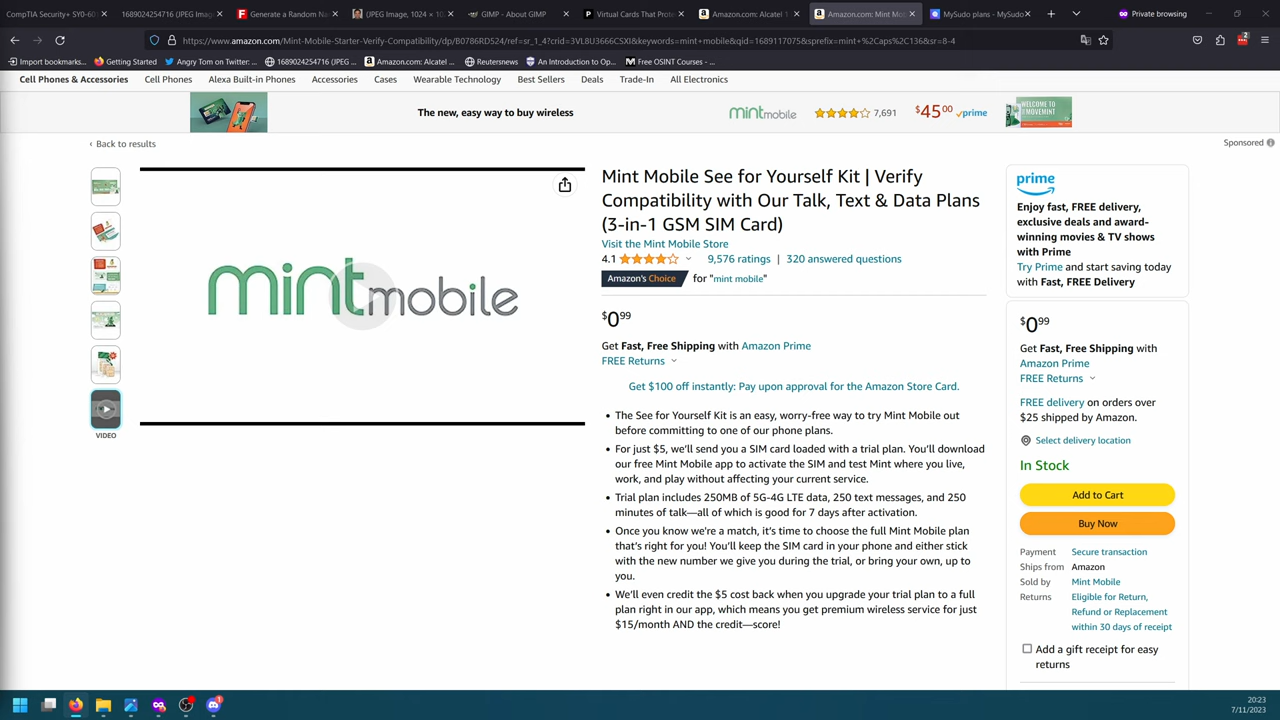 CompTIA Security+ SY0-60
1689024254716 (JPEG Imag
Generate a Random Na
(JPEG Image, 1024 × 10
GIMP - About GIMP
Virtual Cards That Prote
Amazon.com: Alcatel 1
Amazon.com: Mint Mob
MySudo plans - MySudo
Private browsing
https://www.amazon.com/Mint-Mobile-Starter-Verify-Compatibility/dp/B0786RD524/ref=sr_1_4?crid=3VL8U3666CSXI&keywords=mint+mobile&qid=1689117075&sprefix=mint+%2Caps%2C136&sr=8-4
2
Import bookmarks...
Getting Started
Angry Tom on Twitter: ...
1689024254716 (JPEG ...
Amazon.com: Alcatel ...
Reutersnews
An Introduction to Op...
Free OSINT Courses - ...
Cell Phones & Accessories
Cell Phones
Alexa Built-in Phones
Accessories
Cases
Wearable Technology
Best Sellers
Deals
Trade-In
All Electronics
The new, easy way to buy wireless
mintmobile
7,691
$45.00
prime
WELCOME TO
#MOVEMINT
‹ Back to results
Sponsored
mintmobile
VIDEO
Mint Mobile See for Yourself Kit | Verify
Compatibility with Our Talk, Text & Data Plans
(3-in-1 GSM SIM Card)
Visit the Mint Mobile Store
4.1
9,576 ratings | 320 answered questions
Amazon's Choice for "mint mobile"
$0.99
Get Fast, Free Shipping with Amazon Prime
FREE Returns
Get $100 off instantly: Pay upon approval for the Amazon Store Card.
• The See for Yourself Kit is an easy, worry-free way to try Mint Mobile out
before committing to one of our phone plans.
• For just $5, we'll send you a SIM card loaded with a trial plan. You'll download
our free Mint Mobile app to activate the SIM and test Mint where you live,
work, and play without affecting your current service.
• Trial plan includes 250MB of 5G-4G LTE data, 250 text messages, and 250
minutes of talk—all of which is good for 7 days after activation.
• Once you know we're a match, it's time to choose the full Mint Mobile plan
that's right for you! You'll keep the SIM card in your phone and either stick
with the new number we give you during the trial, or bring your own, up to
you.
• We'll even credit the $5 cost back when you upgrade your trial plan to a full
plan right in our app, which means you get premium wireless service for just
$15/month AND the credit—score!
prime
Enjoy fast, FREE delivery,
exclusive deals and award-
winning movies & TV shows
with Prime
Try Prime and start saving today
with Fast, FREE Delivery
$0.99
Get Fast, Free Shipping with
Amazon Prime
FREE Returns
FREE delivery on orders over
$25 shipped by Amazon.
Select delivery location
In Stock
Add to Cart
Buy Now
Payment Secure transaction
Ships from Amazon
Sold by Mint Mobile
Returns Eligible for Return,
Refund or Replacement
within 30 days of receipt
Add a gift receipt for easy
returns
20:23
7/11/2023